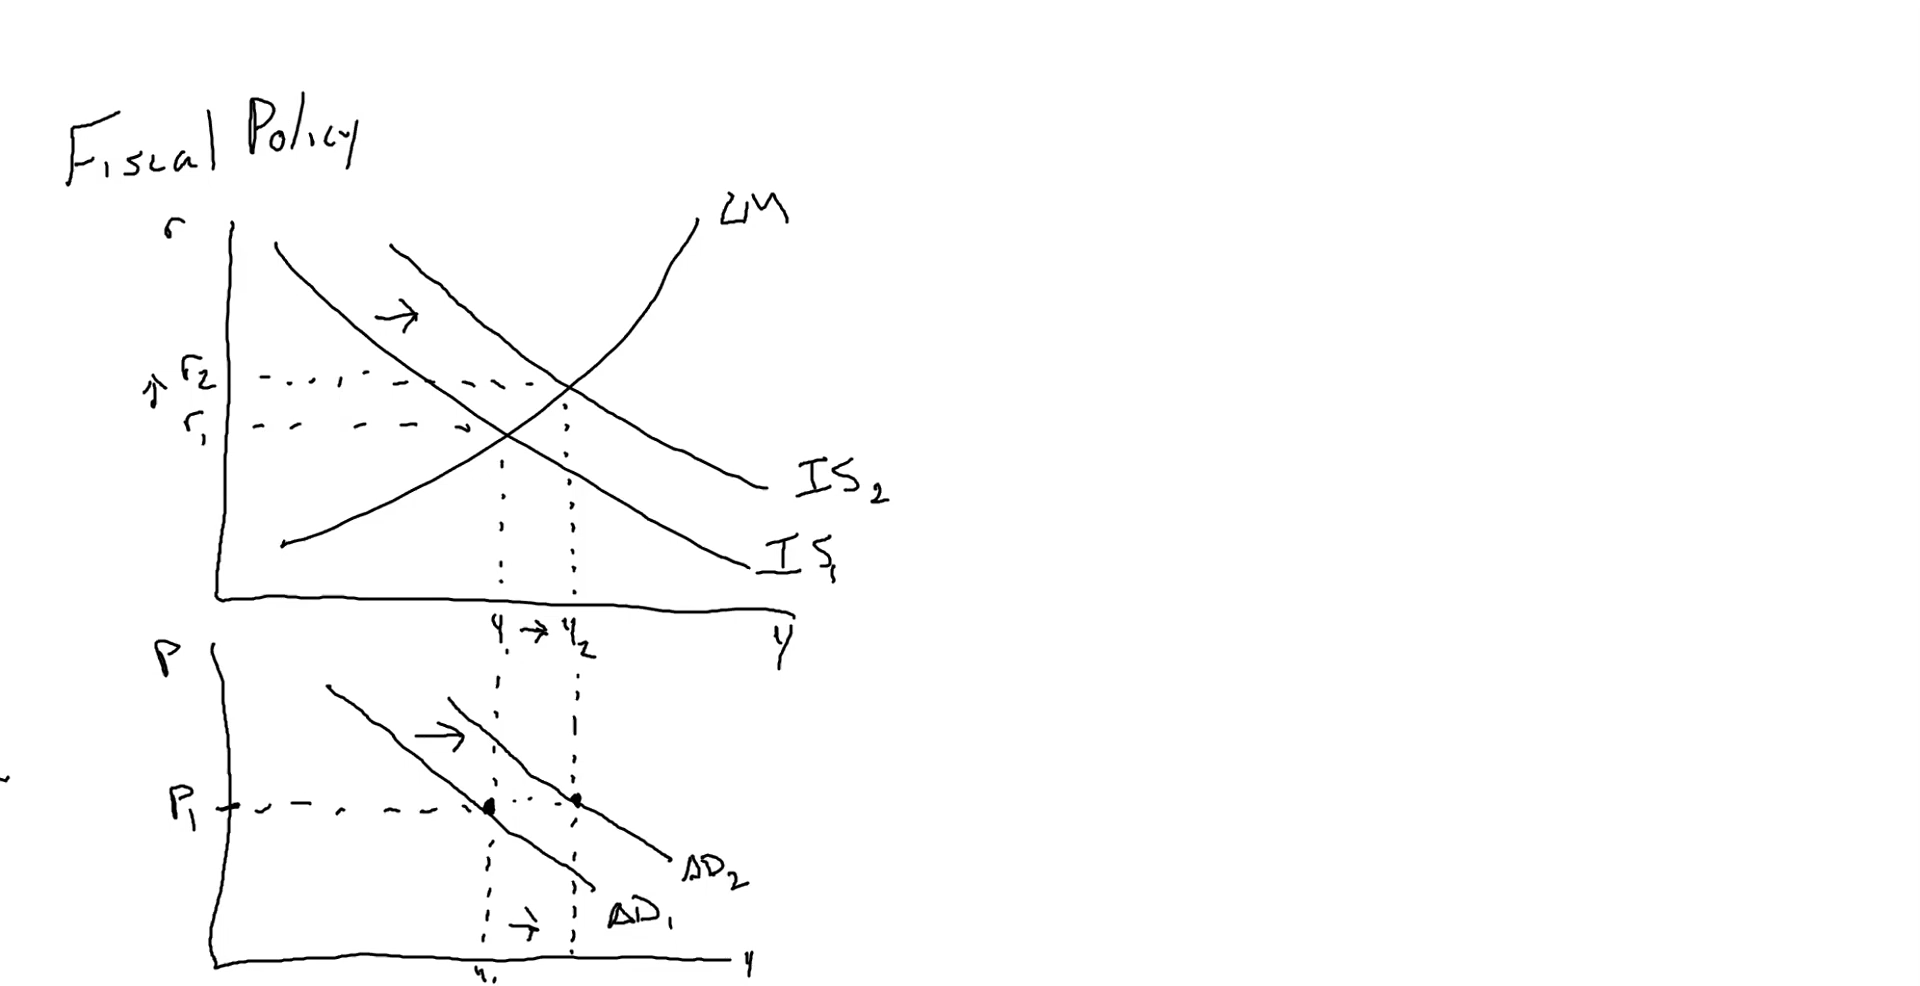 Fiscal Policy
r
LM
r2
r1
IS2
IS1
Y → Y2
Y
P
P1
AD2
AD1
Y1
Y